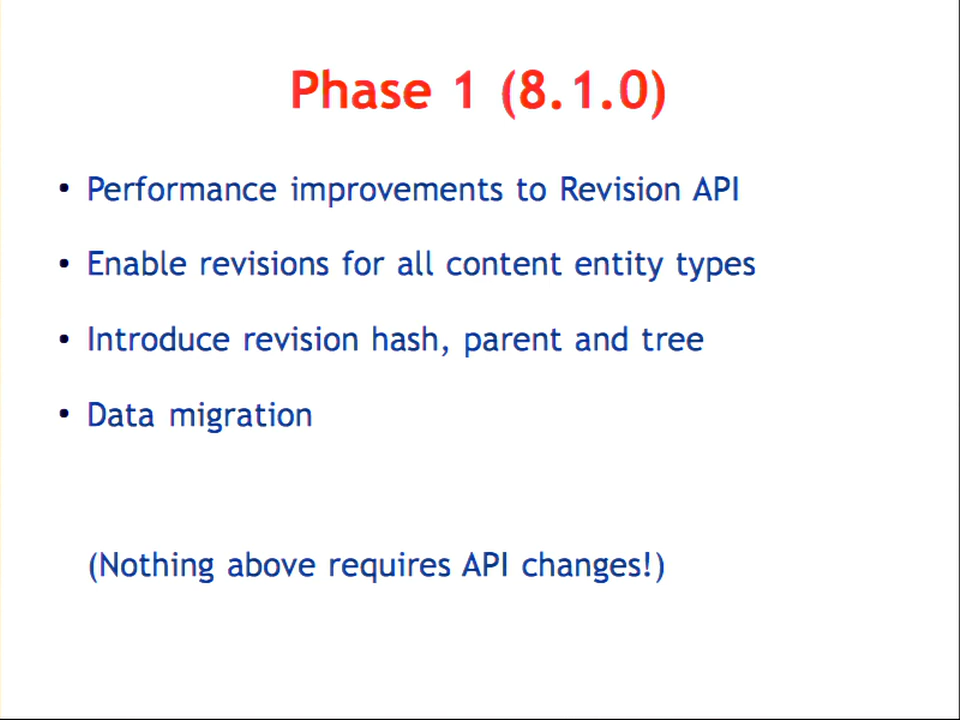 Phase 1 (8.1.0)
• Performance improvements to Revision API
• Enable revisions for all content entity types
• Introduce revision hash, parent and tree
• Data migration
(Nothing above requires API changes!)